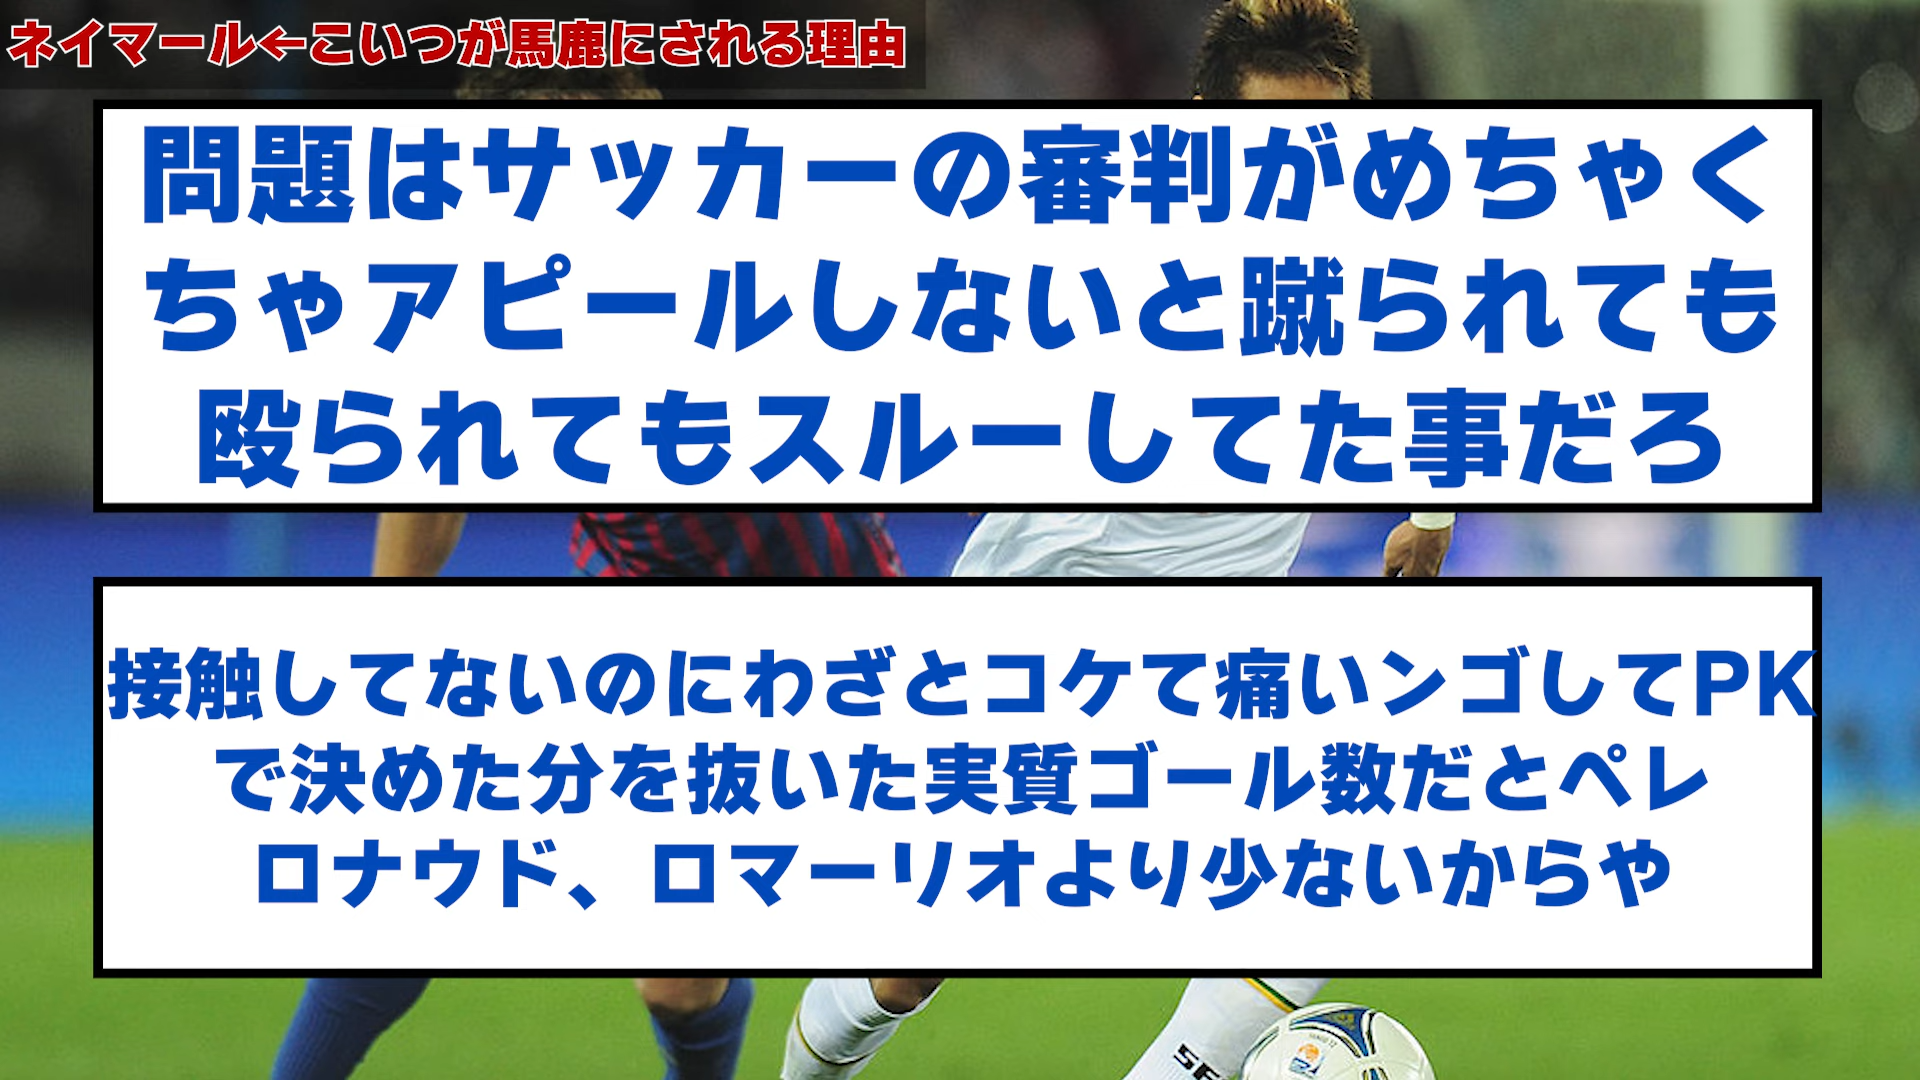 ネイマール←こいつが馬鹿にされる理由
問題はサッカーの審判がめちゃく
ちゃアピールしないと蹴られても
殴られてもスルーしてた事だろ
接触してないのにわざとコケて痛いンゴしてPK
で決めた分を抜いた実質ゴール数だとペレ
ロナウド、ロマーリオより少ないからや